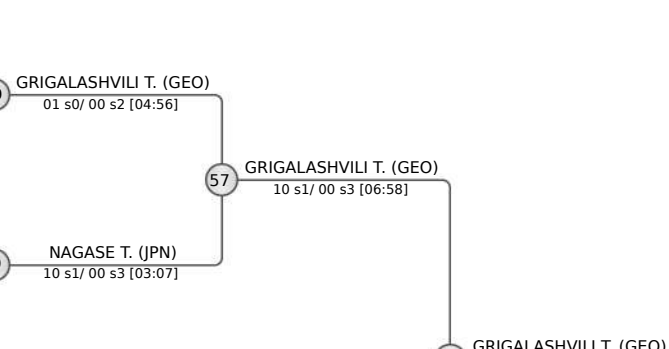 GRIGALASHVILI T. (GEO)
01 s0/ 00 s2 [04:56]
GRIGALASHVILI T. (GEO)
57
10 s1/ 00 s3 [06:58]
NAGASE T. (JPN)
10 s1/ 00 s3 [03:07]
GRIGALASHVILI T. (GEO)